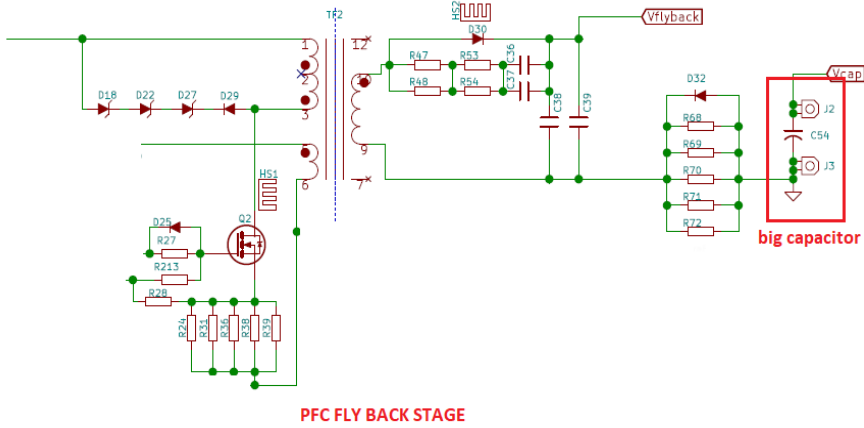 HS2
TF2
Vflyback
D30
1
12
R47
R53
C36
Vcap
2
R48
R54
C37
D32
J2
D18
D22
D27
D29
3
C38
C39
R68
C54
R69
5
9
R70
J3
6
7
HS1
R71
D25
Q2
R72
R27
big capacitor
R213
R28
R24
R31
R36
R38
R39
PFC FLY BACK STAGE